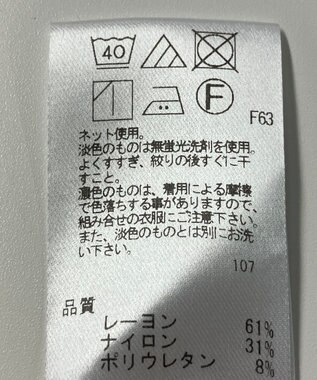 40
F
F63
ネット使用。
淡色のものは無蛍光洗剤を使用。
よくすすぎ、絞りの後すぐに干
すこと。
濃色のものは、着用による摩擦
で色落ちする事がありますので、
組み合せの衣服にご注意下さい。
また、淡色のものとは別にお洗
い下さい。
107
品質
レーヨン 61%
ナイロン 31%
ポリウレタン 8%